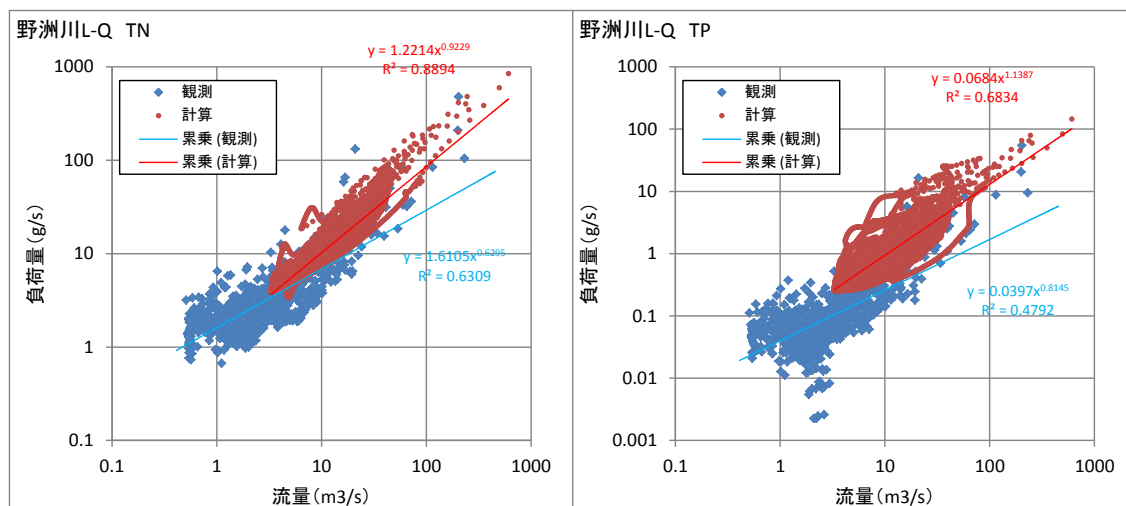 野洲川L-Q TN
y = 1.2214x^0.9229
R² = 0.8894
観測
計算
累乗 (観測)
累乗 (計算)
1000
100
10
1
0.1
負荷量(g/s)
y = 1.6105x^0.6295
R² = 0.6309
0.1
1
10
100
1000
流量(m3/s)
野洲川L-Q TP
y = 0.0684x^1.1387
R² = 0.6834
観測
計算
累乗 (観測)
累乗 (計算)
1000
100
10
1
0.1
0.01
0.001
負荷量(g/s)
y = 0.0397x^0.8145
R² = 0.4792
0.1
1
10
100
1000
流量(m3/s)